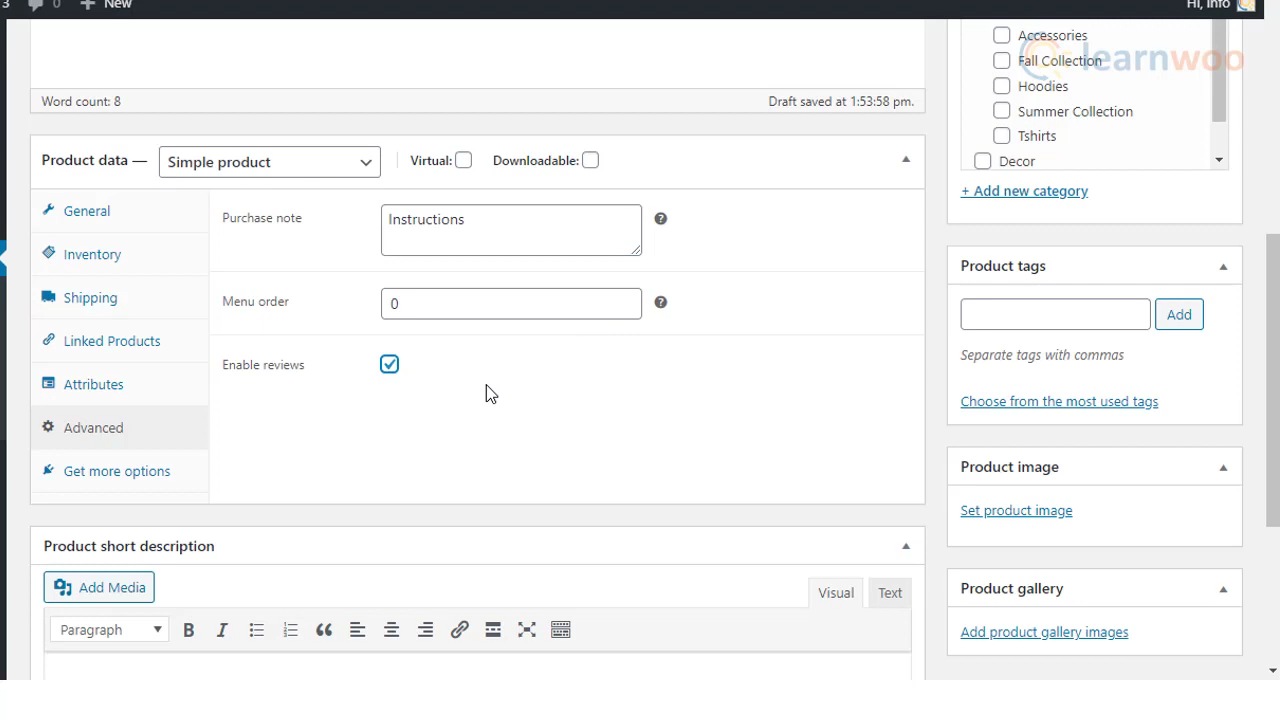 3 0 New Hi, Info
learnwoo
Word count: 8 Draft saved at 1:53:58 pm.
Product data — Simple product Virtual: Downloadable:
General
Inventory
Shipping
Linked Products
Attributes
Advanced
Get more options
Purchase note Instructions
Menu order 0
Enable reviews
Product short description
Add Media
Visual Text
Paragraph
Accessories
Fall Collection
Hoodies
Summer Collection
Tshirts
Decor
+ Add new category
Product tags
Add
Separate tags with commas
Choose from the most used tags
Product image
Set product image
Product gallery
Add product gallery images